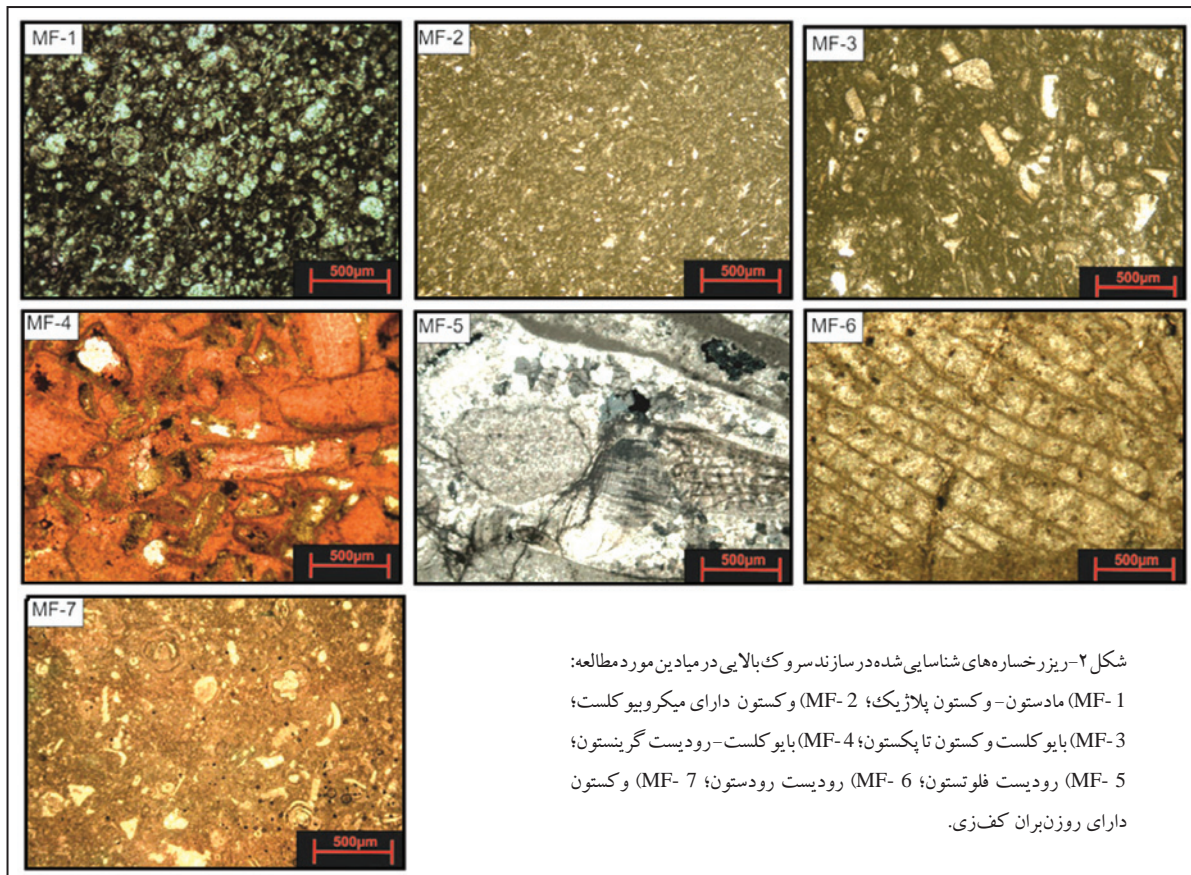 MF-1
MF-2
MF-3
500µm
500µm
500µm
MF-4
MF-5
MF-6
500µm
500µm
500µm
MF-7
500µm
شکل ۲- ریزرخساره‌های شناسایی شده در سازند سروک بالایی در میادین مورد مطالعه:
MF- 1) مادستون- وکستون پلاژیک؛ MF- 2) وکستون دارای میکروبیوکلست؛
MF- 3) بایوکلست وکستون تا پکستون؛ MF- 4) بایوکلست- رودیست گرینستون؛
MF- 5) رودیست فلوتستون؛ MF- 6) رودیست رودستون؛ MF- 7) وکستون
دارای روزن‌بران کف‌زی.